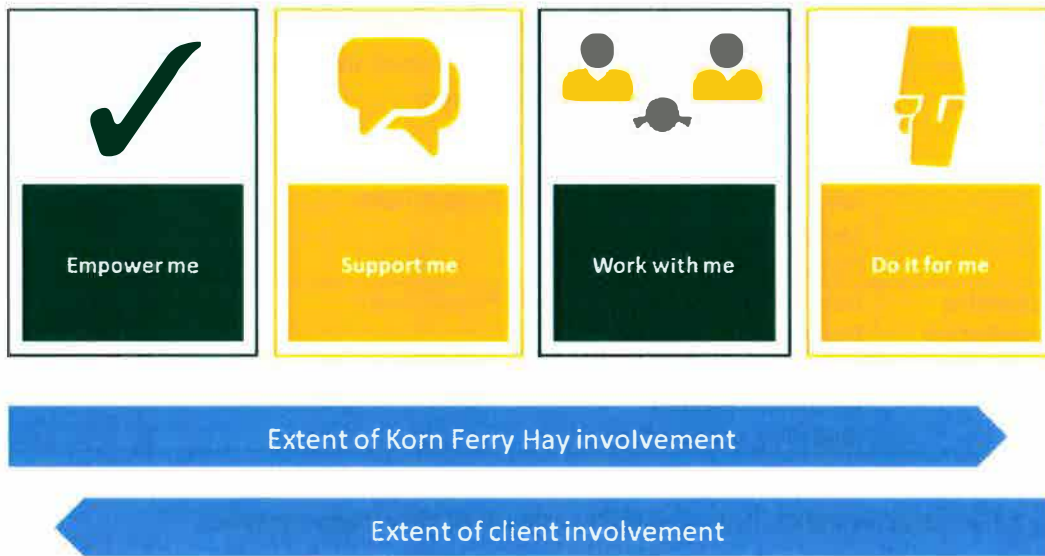 Empower me
Support me
Work with me
Do it for me
Extent of Korn Ferry Hay involvement
Extent of client involvement